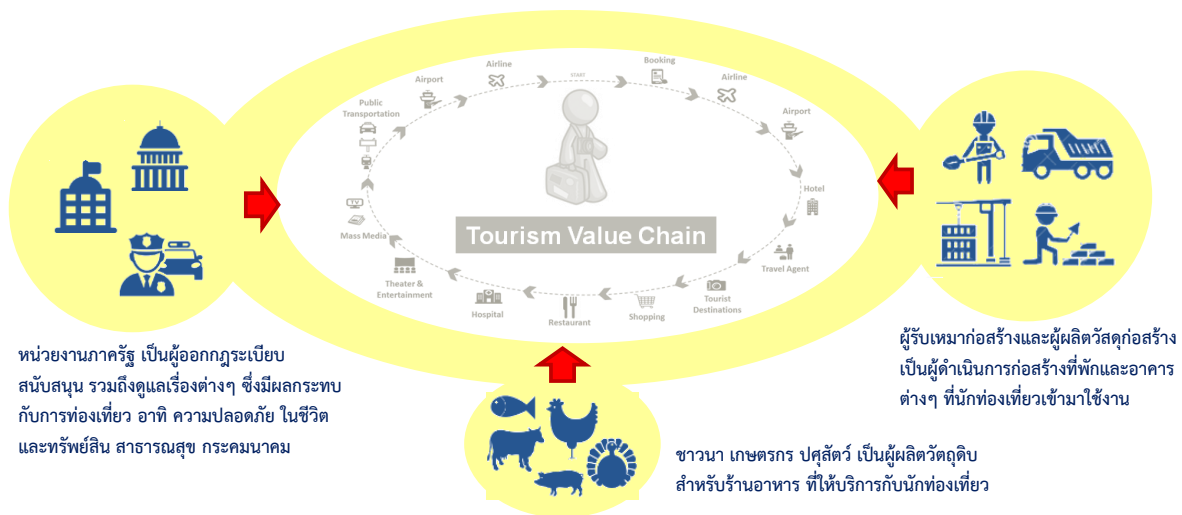 START
Booking
Airline
Airport
Hotel
Travel Agent
Tourist
Destinations
Shopping
Restaurant
Hospital
Theater &
Entertainment
TV
Mass Media
Public
Transportation
Airport
Airline
Tourism Value Chain
หน่วยงานภาครัฐ เป็นผู้ออกกฎระเบียบ
สนับสนุน รวมถึงดูแลเรื่องต่างๆ ซึ่งมีผลกระทบ
กับการท่องเที่ยว อาทิ ความปลอดภัย ในชีวิต
และทรัพย์สิน สาธารณสุข กระคมนาคม
ชาวนา เกษตรกร ปศุสัตว์ เป็นผู้ผลิตวัตถุดิบ
สำหรับร้านอาหาร ที่ให้บริการกับนักท่องเที่ยว
ผู้รับเหมาก่อสร้างและผู้ผลิตวัสดุก่อสร้าง
เป็นผู้ดำเนินการก่อสร้างที่พักและอาคาร
ต่างๆ ที่นักท่องเที่ยวเข้ามาใช้งาน